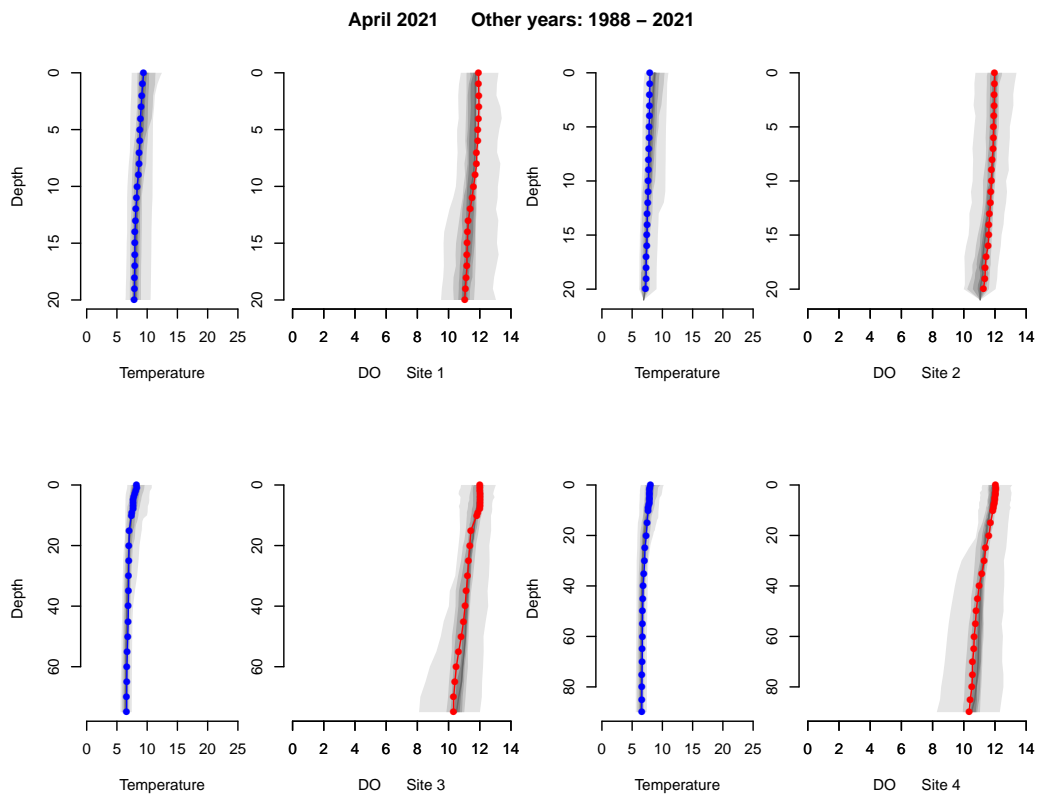 April 2021 Other years: 1988 – 2021
0 5 10 15 20
Depth
0 5 10 15 20 25
Temperature
0 5 10 15 20
0 2 4 6 8 10 12 14
DO Site 1
0 5 10 15 20
Depth
0 5 10 15 20 25
Temperature
0 5 10 15 20
0 2 4 6 8 10 12 14
DO Site 2
0 20 40 60
Depth
0 5 10 15 20 25
Temperature
0 20 40 60
0 2 4 6 8 10 12 14
DO Site 3
0 20 40 60 80
Depth
0 5 10 15 20 25
Temperature
0 20 40 60 80
0 2 4 6 8 10 12 14
DO Site 4